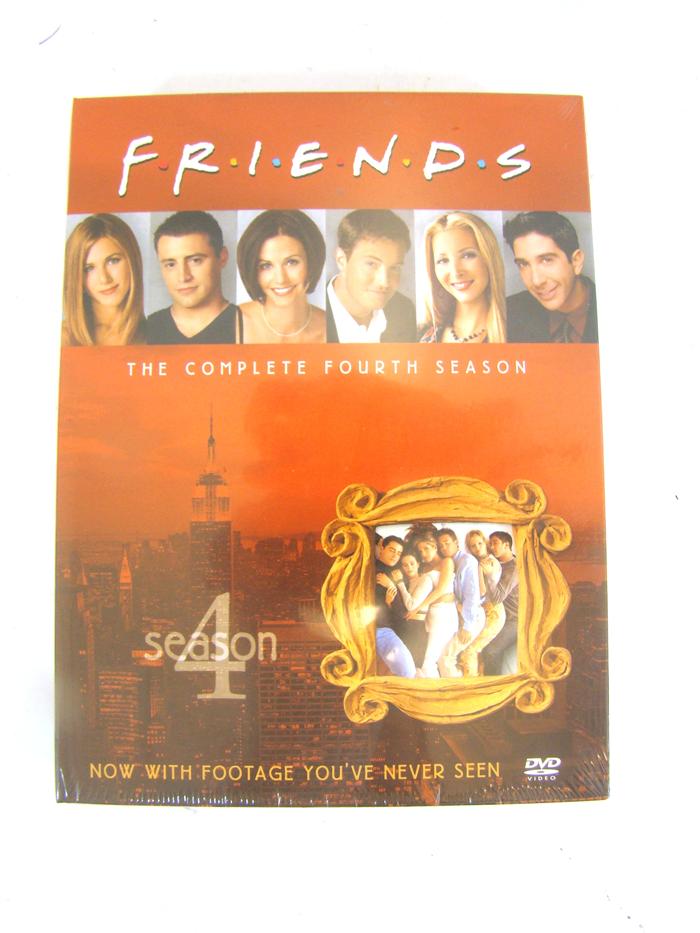 F·R·I·E·N·D·S
THE COMPLETE FOURTH SEASON
season 4
NOW WITH FOOTAGE YOU'VE NEVER SEEN
DVD
VIDEO